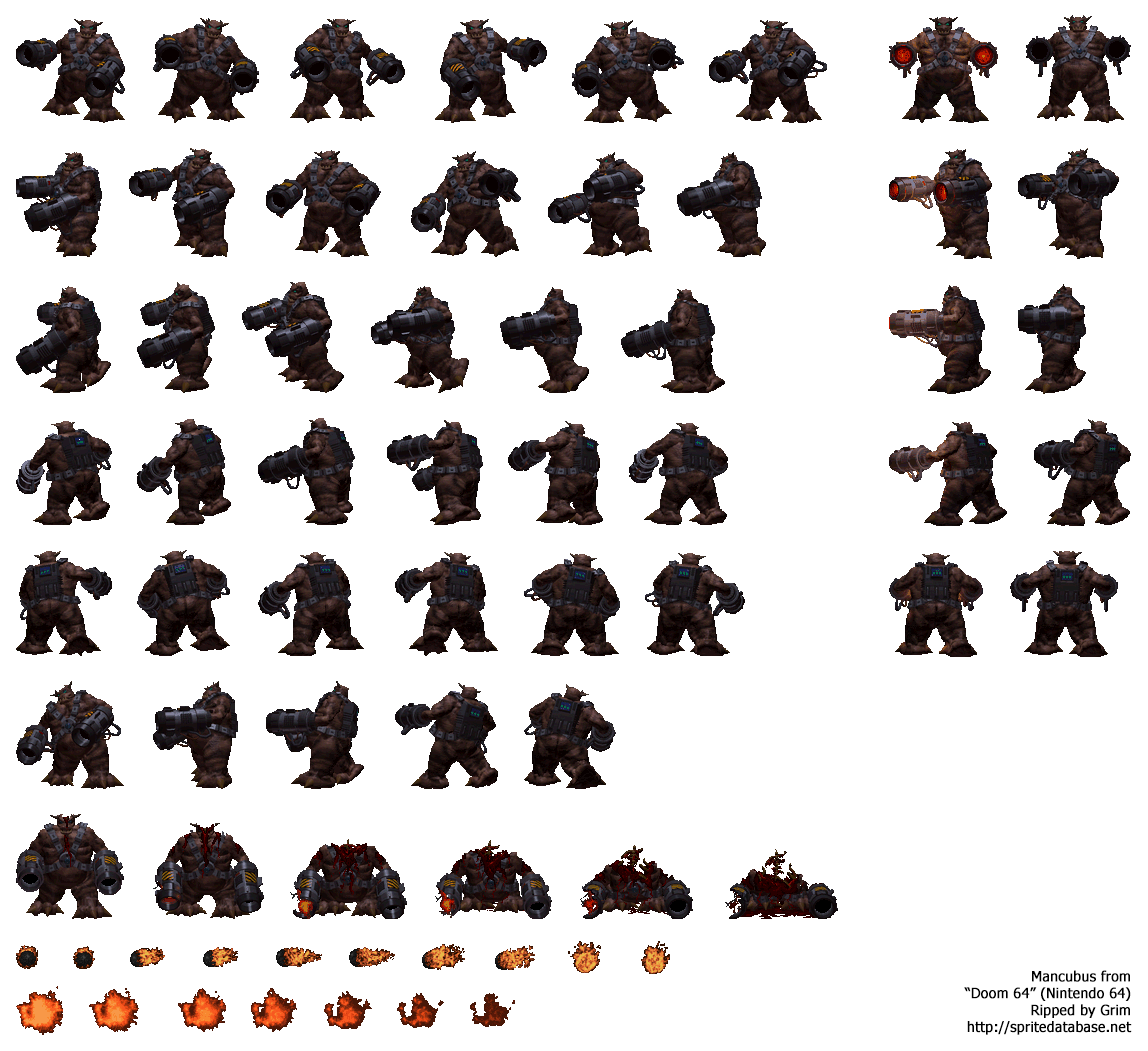 Mancubus from
“Doom 64” (Nintendo 64)
Ripped by Grim
http://spritedatabase.net